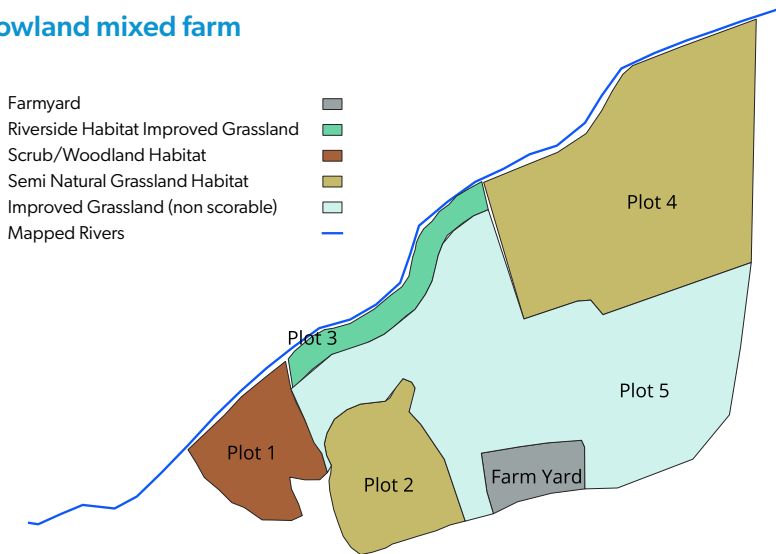 owland mixed farm
Farmyard
Riverside Habitat Improved Grassland
Scrub/Woodland Habitat
Semi Natural Grassland Habitat
Improved Grassland (non scorable)
Mapped Rivers
Plot 4
Plot 3
Plot 5
Plot 1
Plot 2
Farm Yard